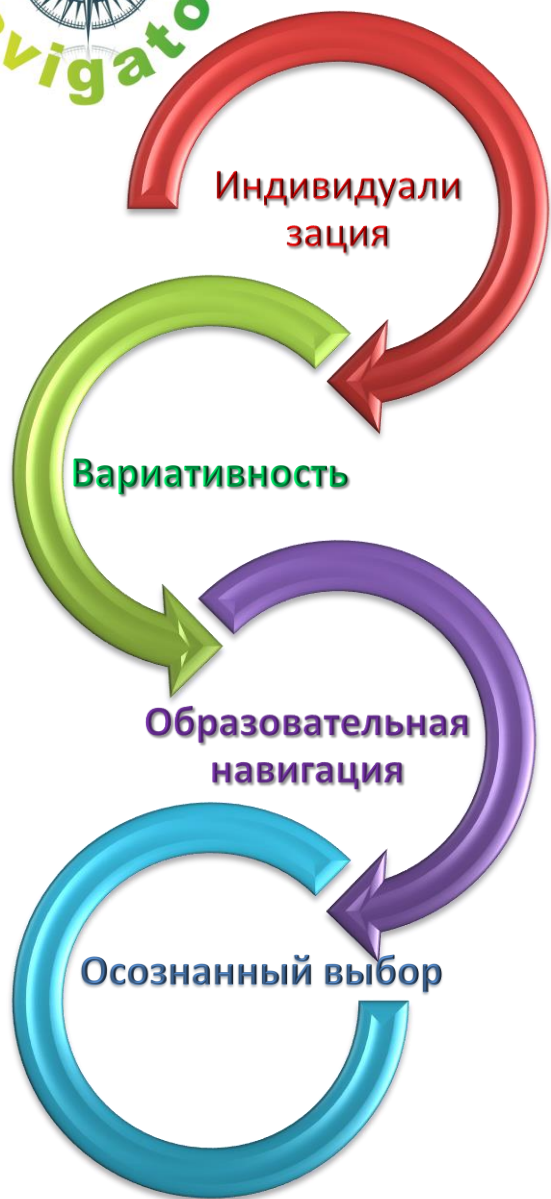 vigato
Индивидуали
зация
Вариативность
Образовательная
навигация
Осознанный выбор